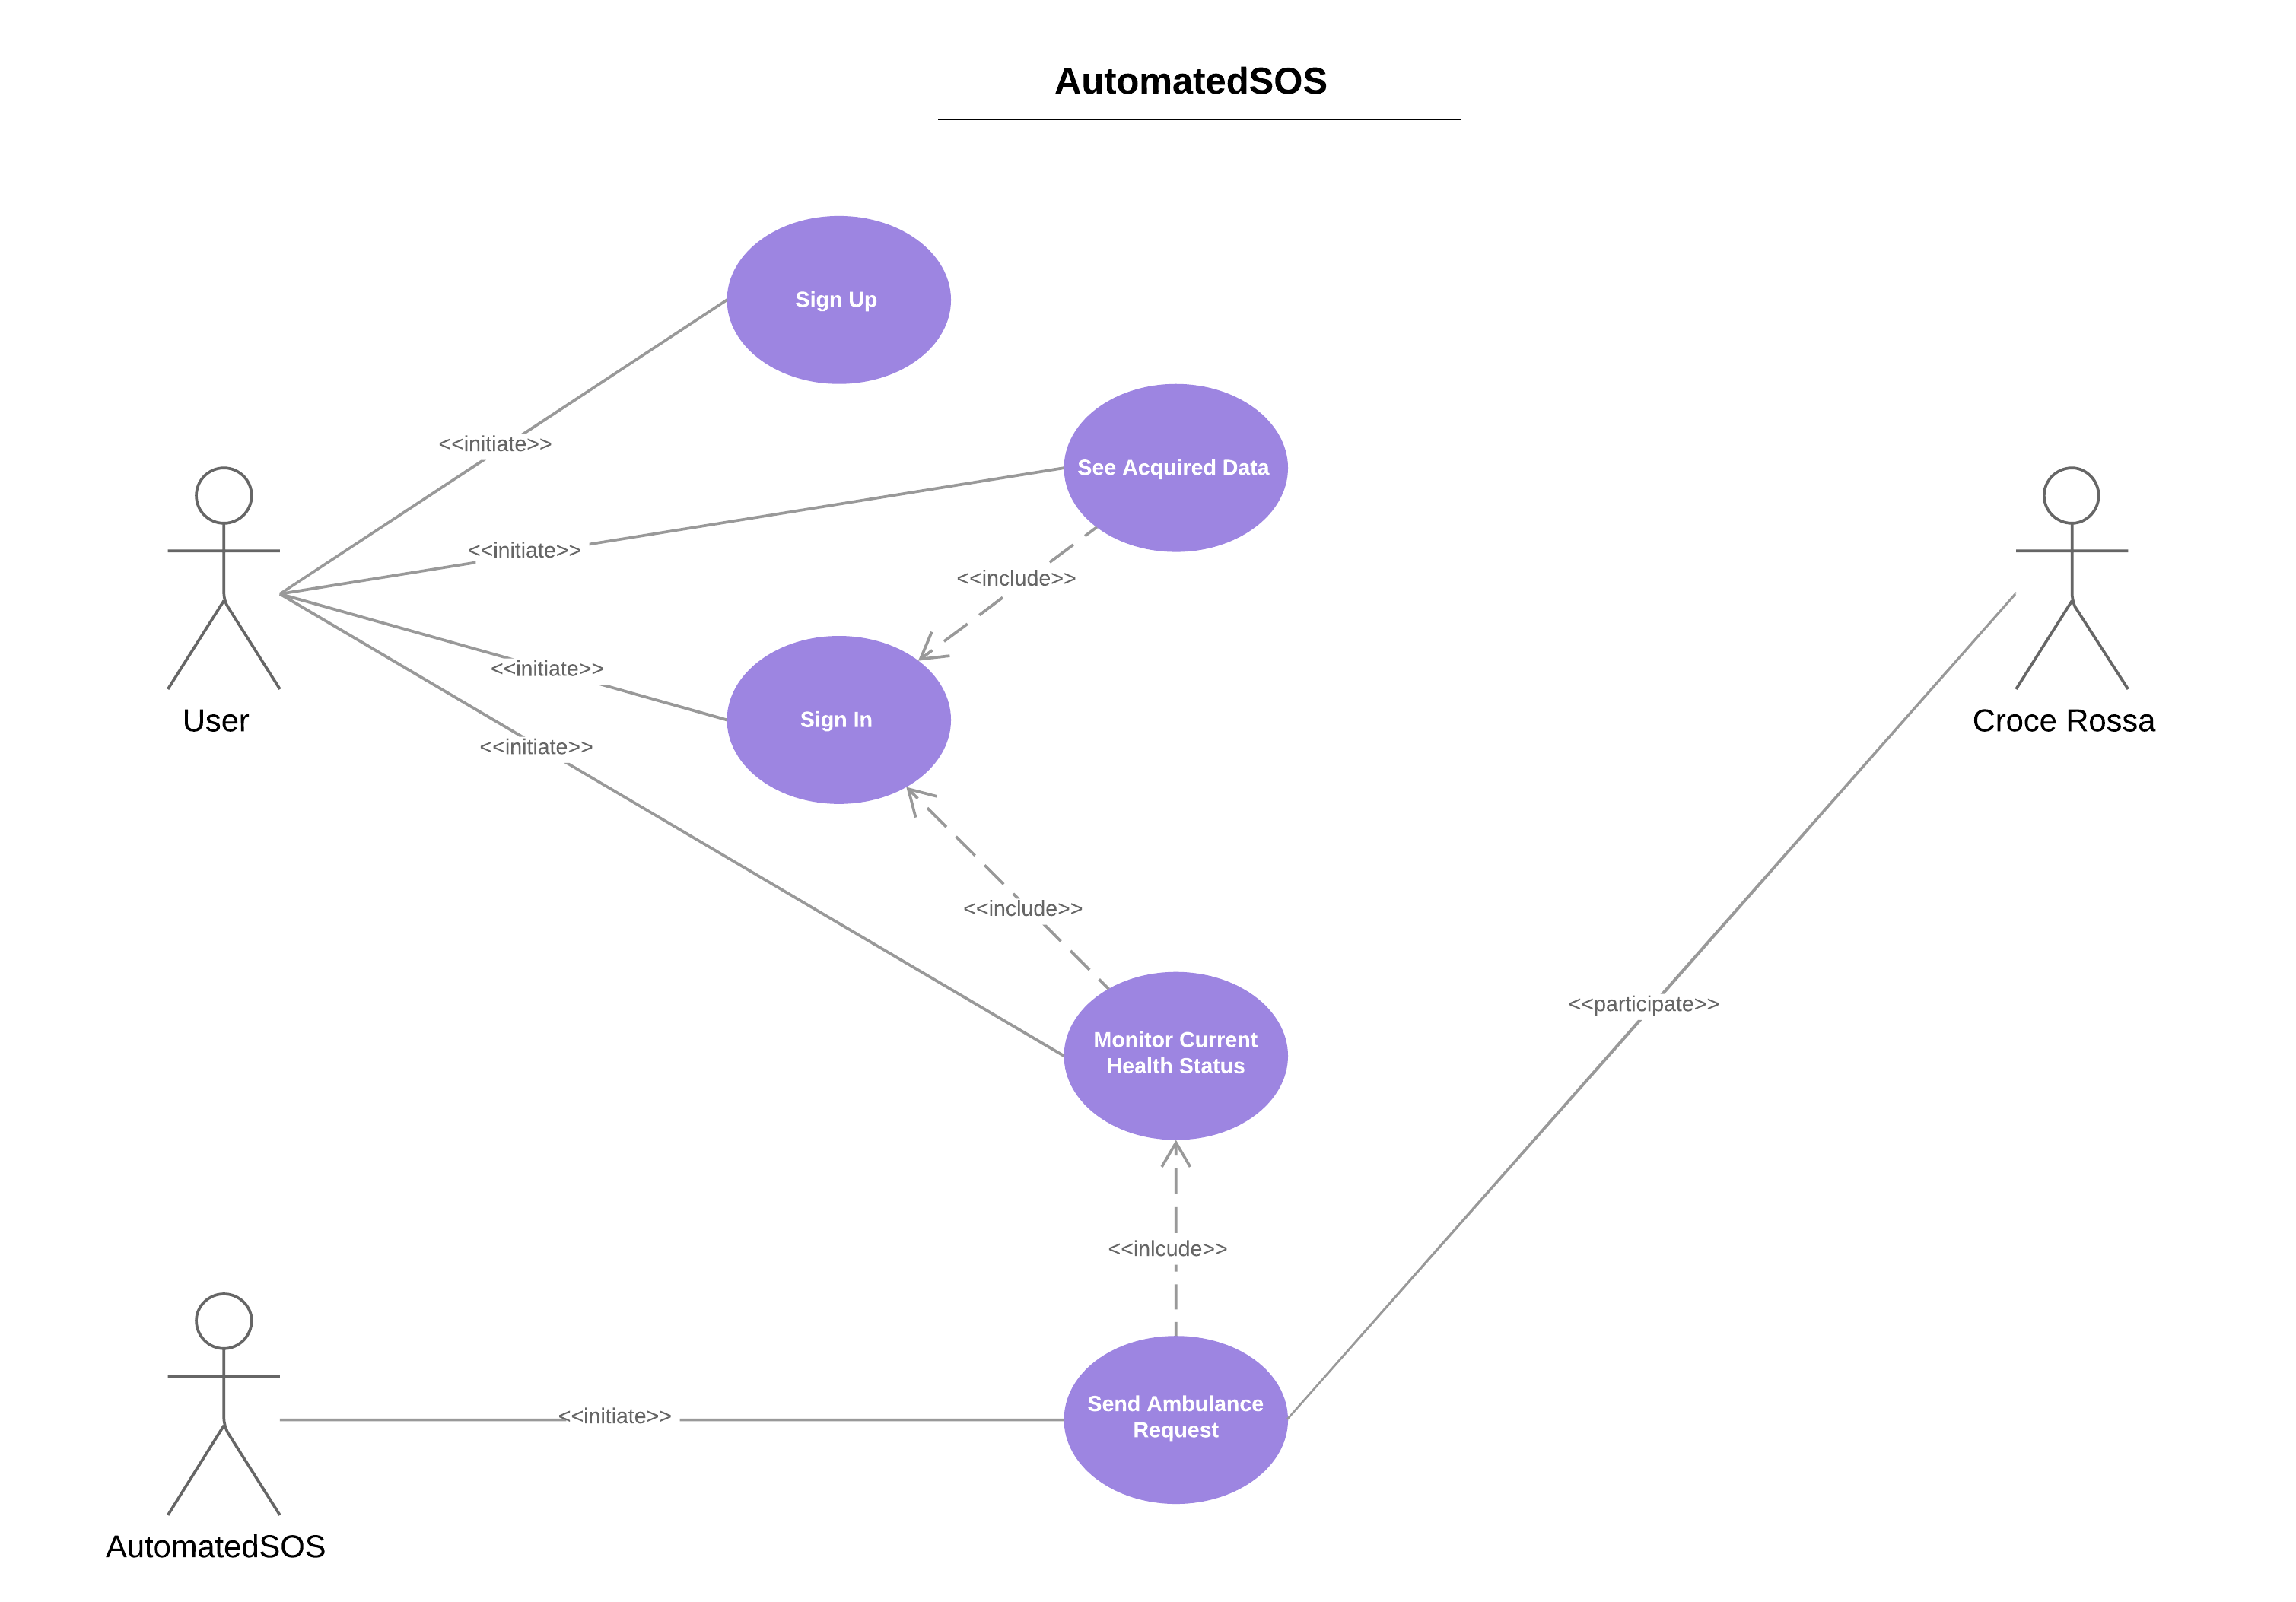 AutomatedSOS
Sign Up
<<initiate>>
See Acquired Data
<<initiate>>
<<include>>
<<initiate>>
Sign In
User
Croce Rossa
<<initiate>>
<<include>>
<<participate>>
Monitor Current
Health Status
<<inlcude>>
Send Ambulance
Request
<<initiate>>
AutomatedSOS